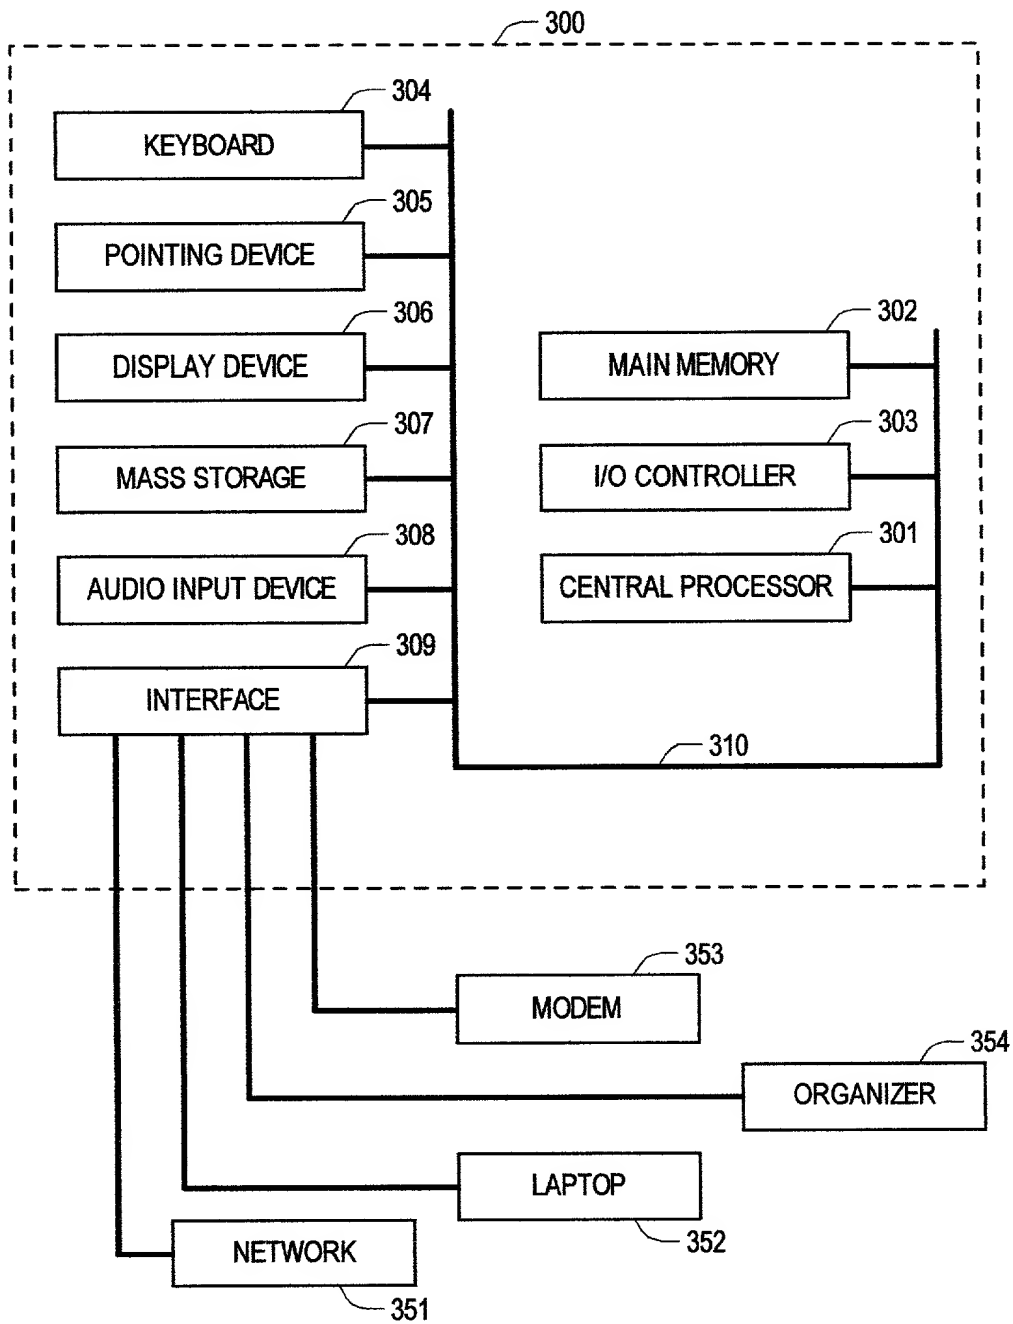 300
304
KEYBOARD
305
POINTING DEVICE
306
DISPLAY DEVICE
307
MASS STORAGE
308
AUDIO INPUT DEVICE
309
INTERFACE
302
MAIN MEMORY
303
I/O CONTROLLER
301
CENTRAL PROCESSOR
310
353
MODEM
354
ORGANIZER
LAPTOP
352
NETWORK
351